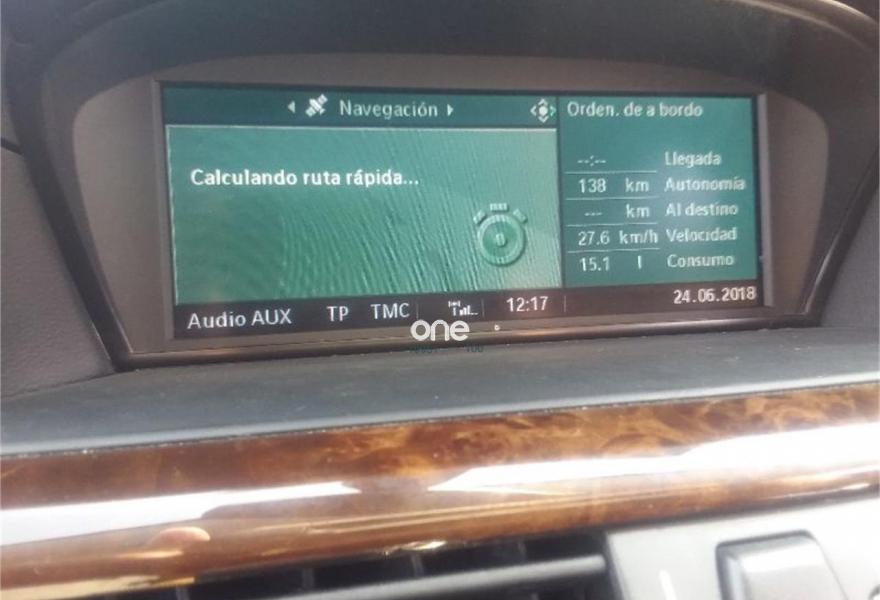 Navegación
Orden. de a bordo
Calculando ruta rápida...
--:-- Llegada
138 km Autonomía
--- km Al destino
27.6 km/h Velocidad
15.1 l Consumo
Audio AUX TP TMC 12:17 24.06.2018
one